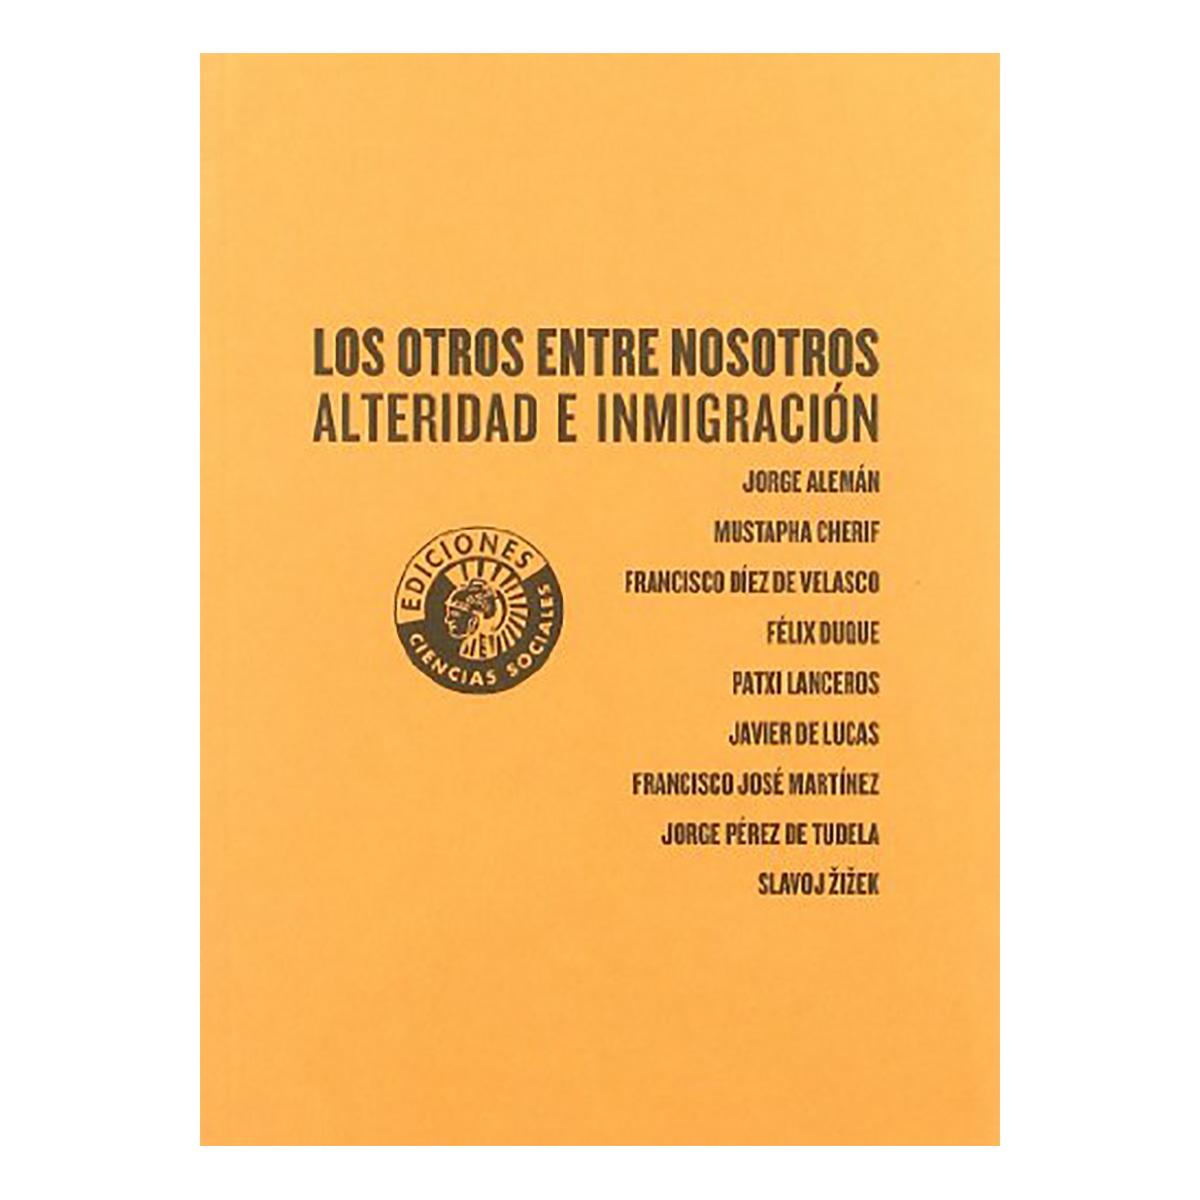 LOS OTROS ENTRE NOSOTROS
ALTERIDAD E INMIGRACIÓN
JORGE ALEMÁN
MUSTAPHA CHERIF
FRANCISCO DÍEZ DE VELASCO
FÉLIX DUQUE
PATXI LANCEROS
JAVIER DE LUCAS
FRANCISCO JOSÉ MARTÍNEZ
JORGE PÉREZ DE TUDELA
SLAVOJ ŽIŽEK
EDICIONES
CIENCIAS SOCIALES